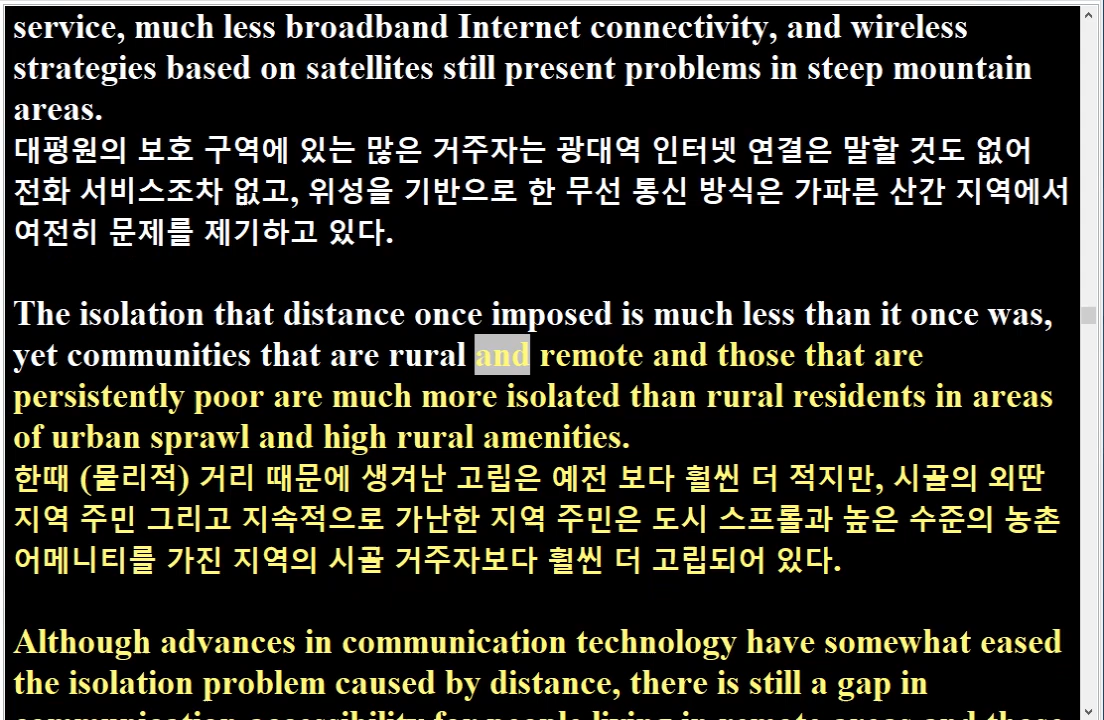 service, much less broadband Internet connectivity, and wireless
strategies based on satellites still present problems in steep mountain
areas.
대평원의 보호 구역에 있는 많은 거주자는 광대역 인터넷 연결은 말할 것도 없어
전화 서비스조차 없고, 위성을 기반으로 한 무선 통신 방식은 가파른 산간 지역에서
여전히 문제를 제기하고 있다.
The isolation that distance once imposed is much less than it once was,
yet communities that are rural and remote and those that are
persistently poor are much more isolated than rural residents in areas
of urban sprawl and high rural amenities.
한때 (물리적) 거리 때문에 생겨난 고립은 예전 보다 훨씬 더 적지만, 시골의 외딴
지역 주민 그리고 지속적으로 가난한 지역 주민은 도시 스프롤과 높은 수준의 농촌
어메니티를 가진 지역의 시골 거주자보다 훨씬 더 고립되어 있다.
Although advances in communication technology have somewhat eased
the isolation problem caused by distance, there is still a gap in
communication accessibility for people living in remote areas and those